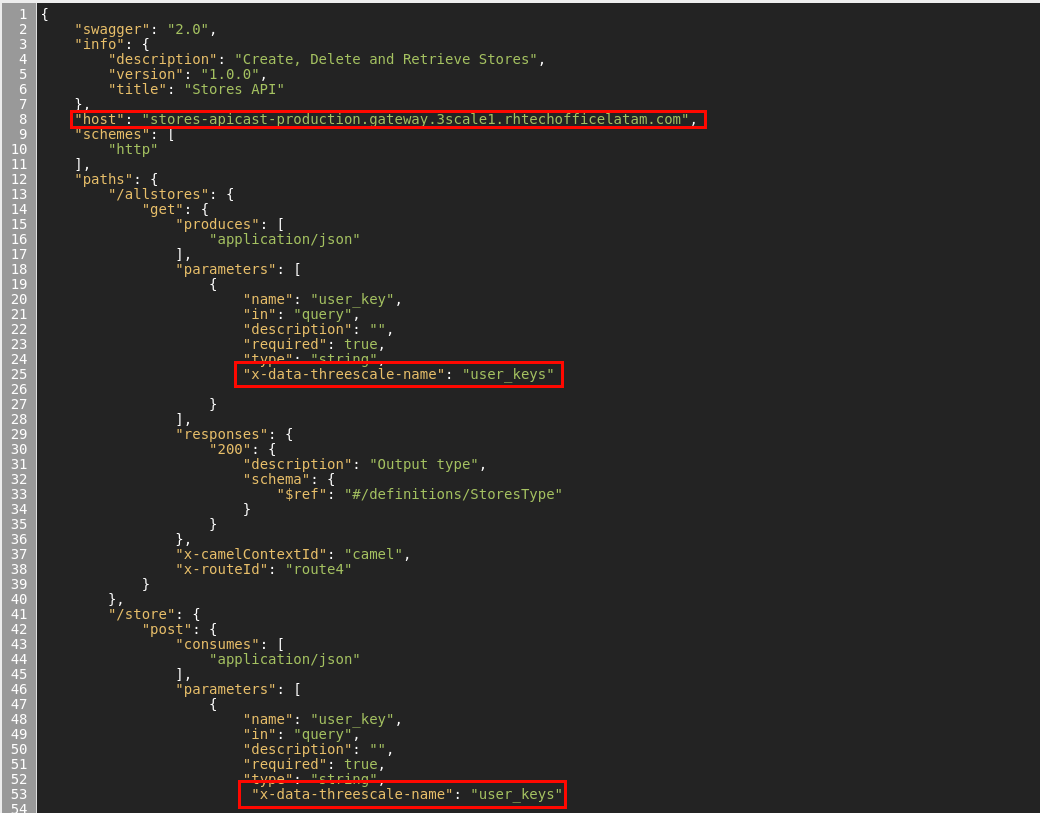 1 {
2     "swagger": "2.0",
3     "info": {
4         "description": "Create, Delete and Retrieve Stores",
5         "version": "1.0.0",
6         "title": "Stores API"
7     },
8     "host": "stores-apicast-production.gateway.3scale1.rhtechofficelatam.com",
9     "schemes": [
10         "http"
11     ],
12     "paths": {
13         "/allstores": {
14             "get": {
15                 "produces": [
16                     "application/json"
17                 ],
18                 "parameters": [
19                     {
20                         "name": "user_key",
21                         "in": "query",
22                         "description": "",
23                         "required": true,
24                         "type": "string",
25                         "x-data-threescale-name": "user_keys"
26
27                     }
28                 ],
29                 "responses": {
30                     "200": {
31                         "description": "Output type",
32                         "schema": {
33                             "$ref": "#/definitions/StoresType"
34                         }
35                     }
36                 },
37                 "x-camelContextId": "camel",
38                 "x-routeId": "route4"
39             }
40         },
41         "/store": {
42             "post": {
43                 "consumes": [
44                     "application/json"
45                 ],
46                 "parameters": [
47                     {
48                         "name": "user_key",
49                         "in": "query",
50                         "description": "",
51                         "required": true,
52                         "type": "string",
53                          "x-data-threescale-name": "user_keys"
54